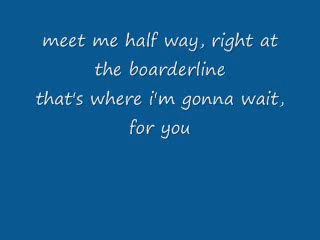 meet me half way, right at
the boarderline
that's where i'm gonna wait,
for you